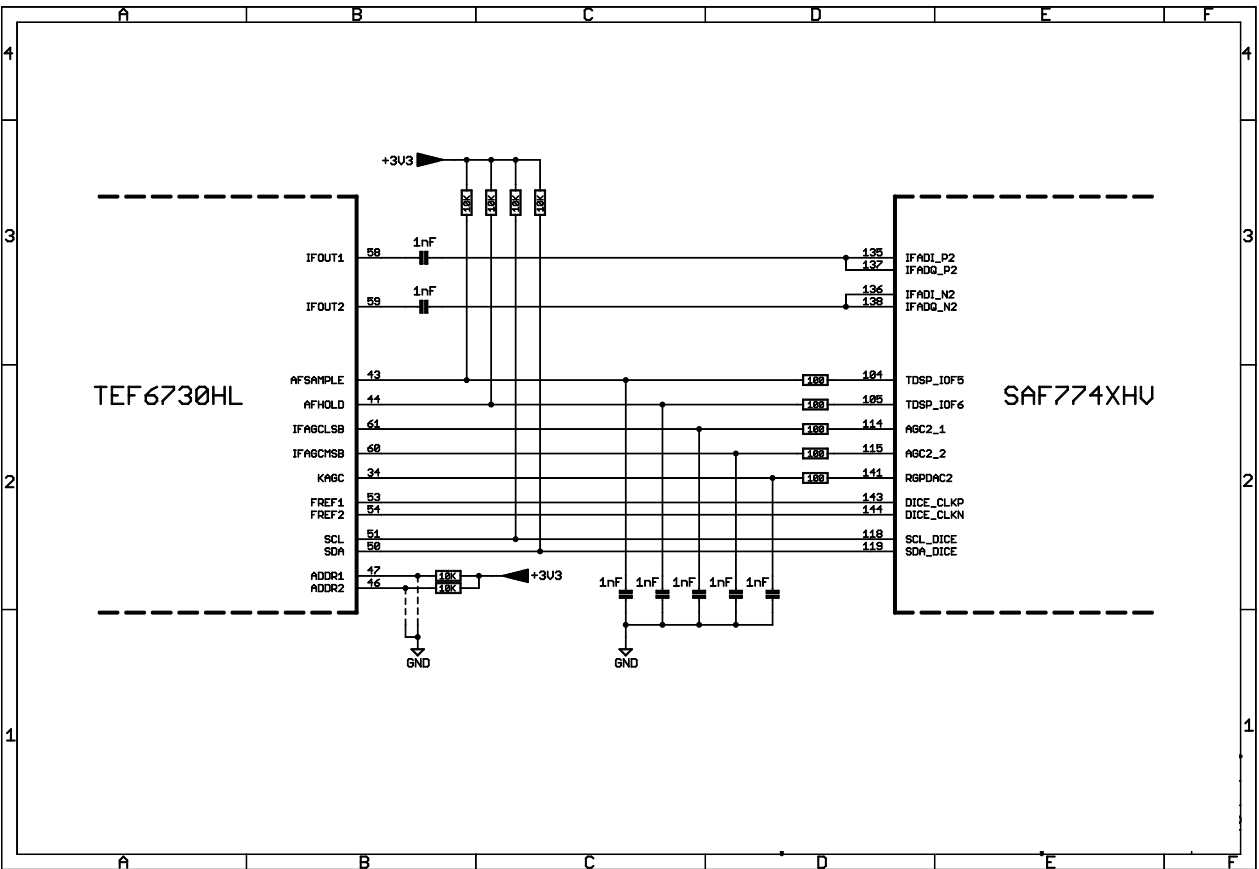 A B C D E F
4 4
+3V3
10K 10K 10K 10K
3 3
1nF
IFOUT1 58 135 IFADI_P2
137 IFADQ_P2
1nF
136 IFADI_N2
IFOUT2 59 138 IFADQ_N2
AFSAMPLE 43 100 104 TDSP_IOF5
TEF6730HL SAF774XHV
AFHOLD 44 100 105 TDSP_IOF6
IFAGCLSB 61 100 114 AGC2_1
IFAGCMSB 60 100 115 AGC2_2
KAGC 34 100 141 RGPDAC2
2 2
FREF1 53 143 DICE_CLKP
FREF2 54 144 DICE_CLKN
SCL 51 118 SCL_DICE
SDA 50 119 SDA_DICE
ADDR1 47 10K +3V3
ADDR2 46 10K
1nF 1nF 1nF 1nF 1nF
GND GND
1 1
A B C D E F